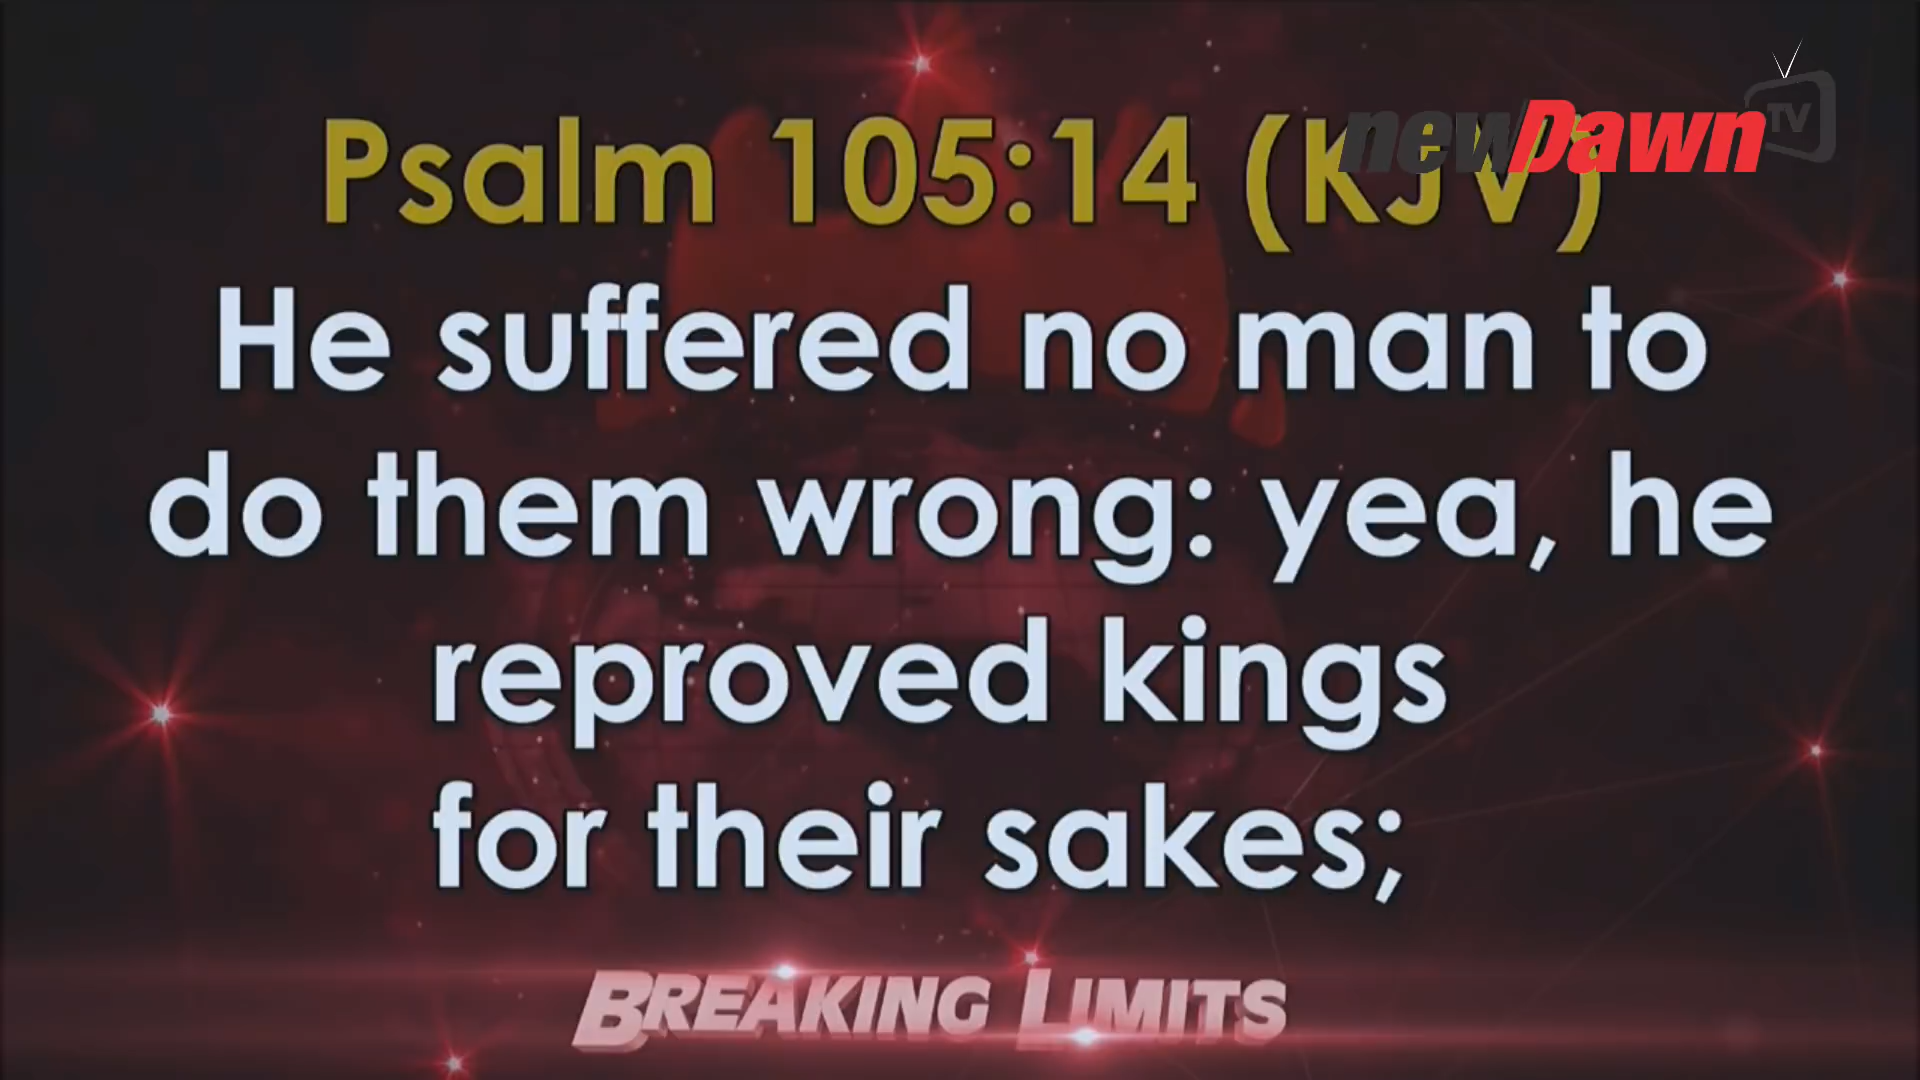 newDawn TV
Psalm 105:14 (KJV)
He suffered no man to
do them wrong: yea, he
reproved kings
for their sakes;
BREAKING LIMITS